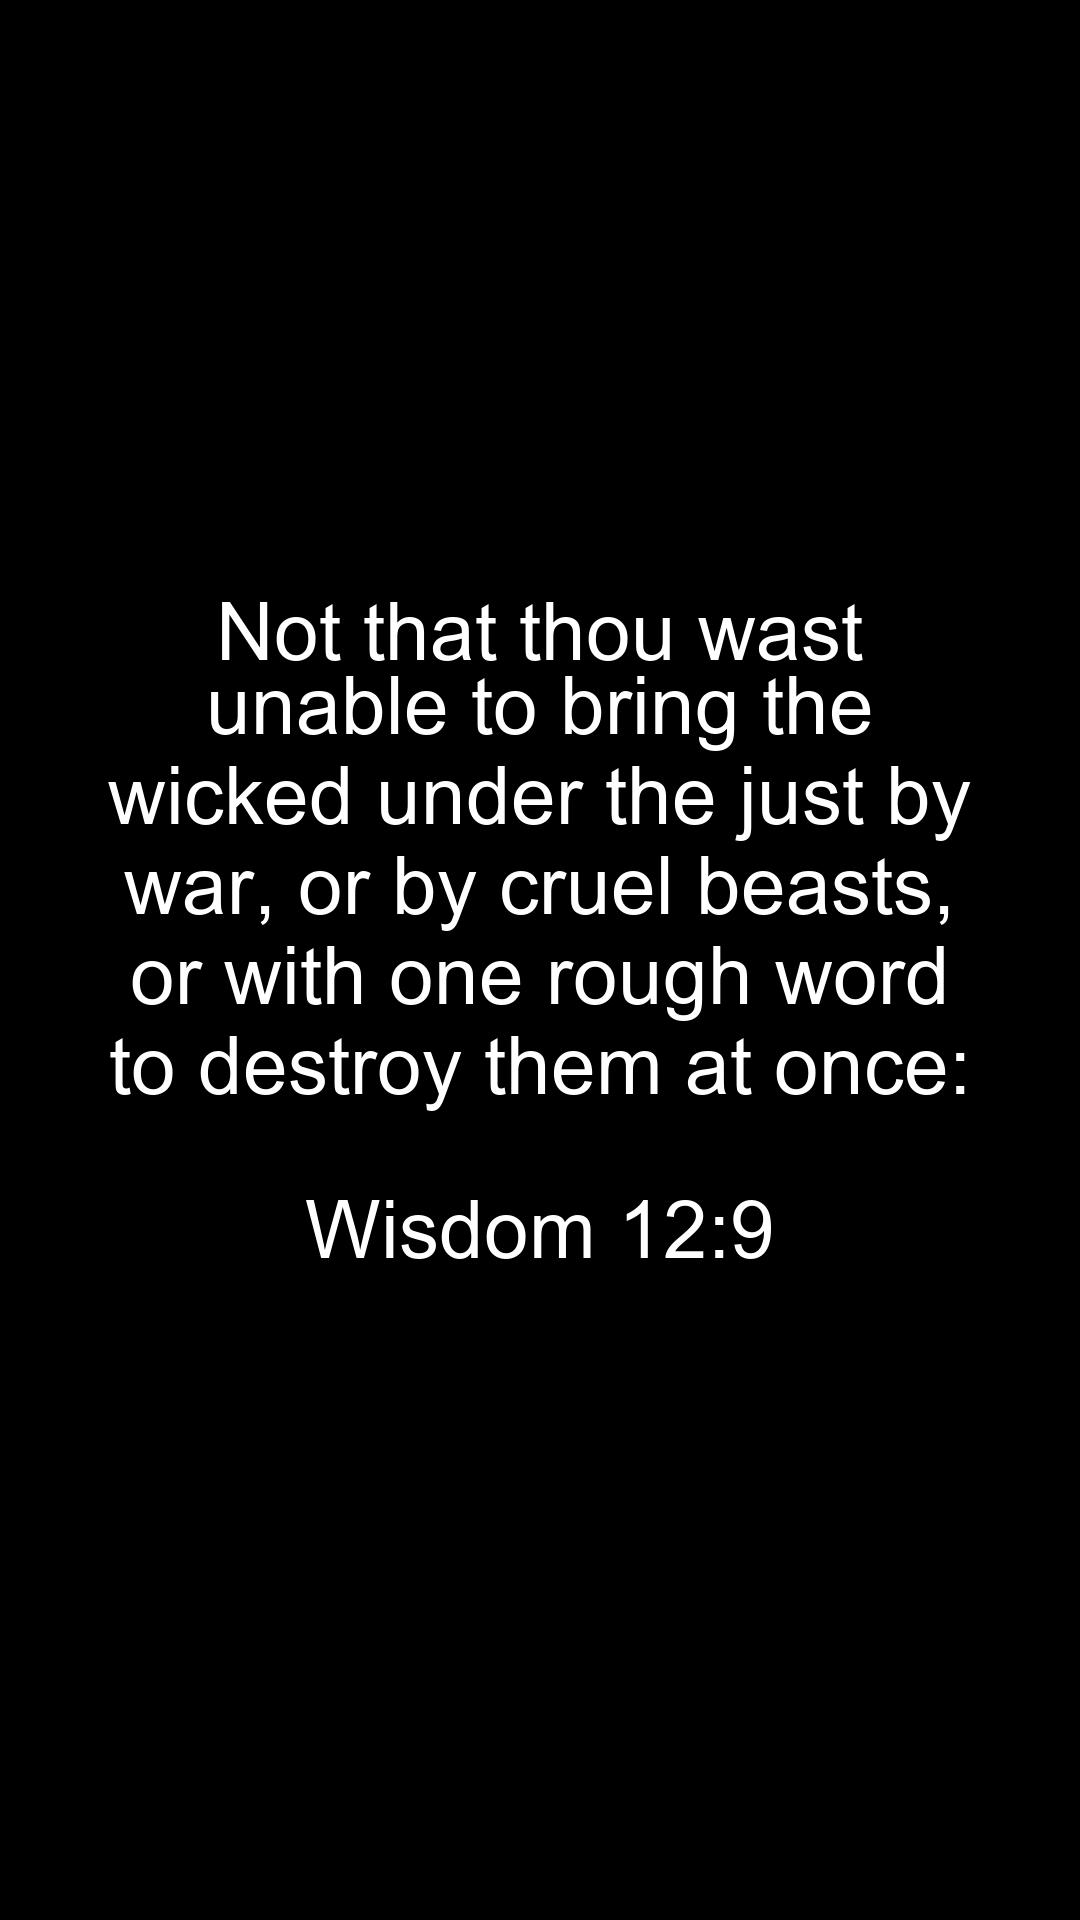 Not that thou wast
unable to bring the
wicked under the just by
war, or by cruel beasts,
or with one rough word
to destroy them at once:
Wisdom 12:9